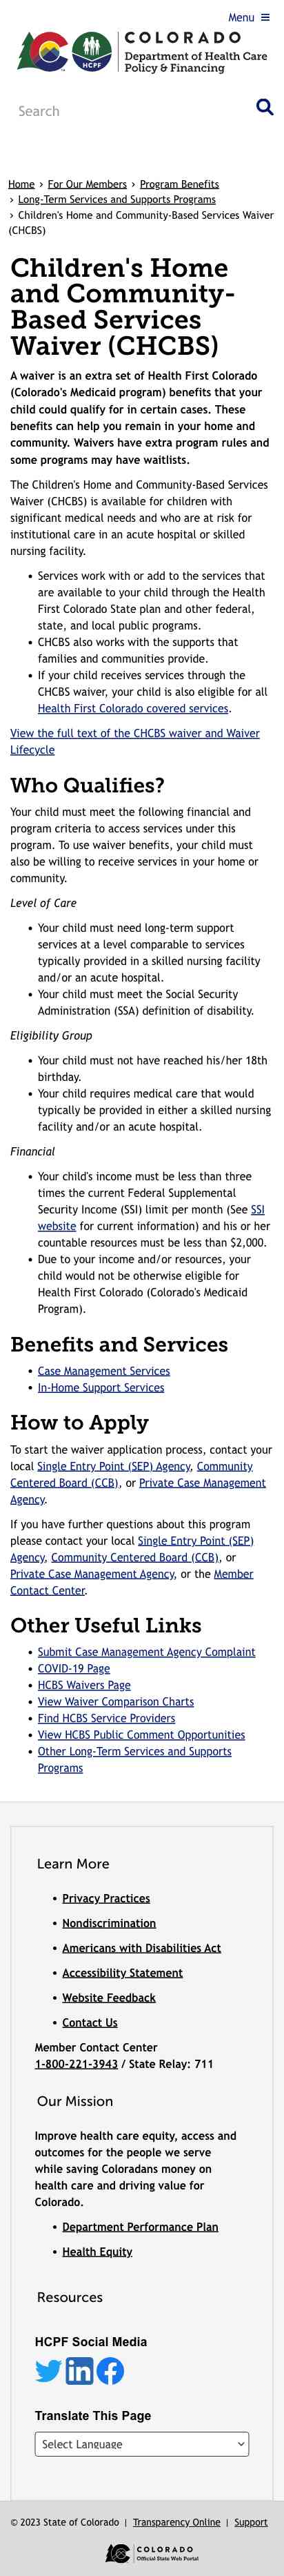 Menu
COLORADO
HCPF
Department of Health Care
Policy & Financing
TM
Search
Home › For Our Members › Program Benefits
› Long-Term Services and Supports Programs
› Children's Home and Community-Based Services Waiver
(CHCBS)
Children's Home
and Community-
Based Services
Waiver (CHCBS)
A waiver is an extra set of Health First Colorado
(Colorado's Medicaid program) benefits that your
child could qualify for in certain cases. These
benefits can help you remain in your home and
community. Waivers have extra program rules and
some programs may have waitlists.
The Children's Home and Community-Based Services
Waiver (CHCBS) is available for children with
significant medical needs and who are at risk for
institutional care in an acute hospital or skilled
nursing facility.
• Services work with or add to the services that
are available to your child through the Health
First Colorado State plan and other federal,
state, and local public programs.
• CHCBS also works with the supports that
families and communities provide.
• If your child receives services through the
CHCBS waiver, your child is also eligible for all
Health First Colorado covered services.
View the full text of the CHCBS waiver and Waiver
Lifecycle
Who Qualifies?
Your child must meet the following financial and
program criteria to access services under this
program. To use waiver benefits, your child must
also be willing to receive services in your home or
community.
Level of Care
• Your child must need long-term support
services at a level comparable to services
typically provided in a skilled nursing facility
and/or an acute hospital.
• Your child must meet the Social Security
Administration (SSA) definition of disability.
Eligibility Group
• Your child must not have reached his/her 18th
birthday.
• Your child requires medical care that would
typically be provided in either a skilled nursing
facility and/or an acute hospital.
Financial
• Your child's income must be less than three
times the current Federal Supplemental
Security Income (SSI) limit per month (See SSI
website for current information) and his or her
countable resources must be less than $2,000.
• Due to your income and/or resources, your
child would not be otherwise eligible for
Health First Colorado (Colorado's Medicaid
Program).
Benefits and Services
• Case Management Services
• In-Home Support Services
How to Apply
To start the waiver application process, contact your
local Single Entry Point (SEP) Agency, Community
Centered Board (CCB), or Private Case Management
Agency.
If you have further questions about this program
please contact your local Single Entry Point (SEP)
Agency, Community Centered Board (CCB), or
Private Case Management Agency, or the Member
Contact Center.
Other Useful Links
• Submit Case Management Agency Complaint
• COVID-19 Page
• HCBS Waivers Page
• View Waiver Comparison Charts
• Find HCBS Service Providers
• View HCBS Public Comment Opportunities
• Other Long-Term Services and Supports
Programs
Learn More
• Privacy Practices
• Nondiscrimination
• Americans with Disabilities Act
• Accessibility Statement
• Website Feedback
• Contact Us
Member Contact Center
1-800-221-3943 / State Relay: 711
Our Mission
Improve health care equity, access and
outcomes for the people we serve
while saving Coloradans money on
health care and driving value for
Colorado.
• Department Performance Plan
• Health Equity
Resources
HCPF Social Media
Translate This Page
Select Language
© 2023 State of Colorado | Transparency Online | Support
COLORADO
Official State Web Portal